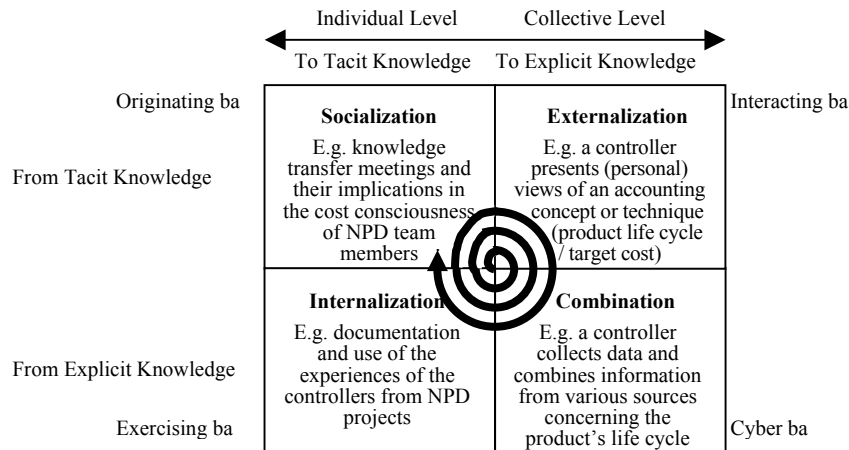 Individual Level
Collective Level
To Tacit Knowledge
To Explicit Knowledge
Originating ba
Interacting ba
From Tacit Knowledge
Socialization
E.g. knowledge
transfer meetings and
their implications in
the cost consciousness
of NPD team
members
Externalization
E.g. a controller
presents (personal)
views of an accounting
concept or technique
(product life cycle
/ target cost)
From Explicit Knowledge
Exercising ba
Internalization
E.g. documentation
and use of the
experiences of the
controllers from NPD
projects
Combination
E.g. a controller
collects data and
combines information
from various sources
concerning the
product’s life cycle
Cyber ba